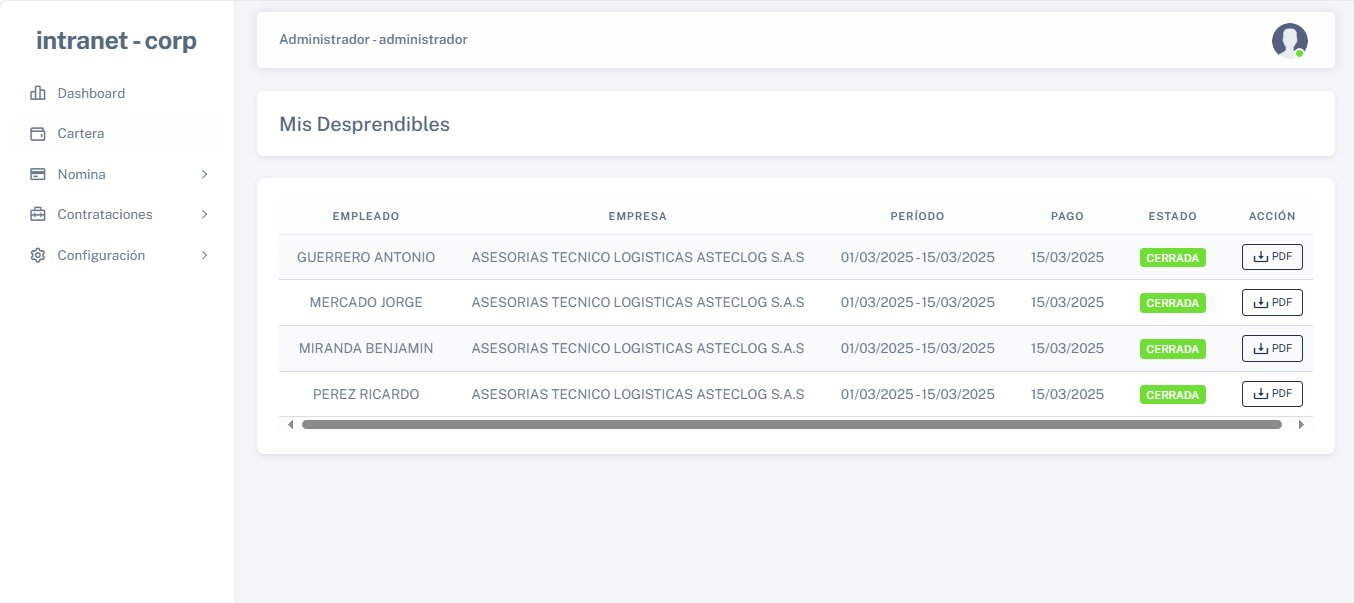 intranet - corp
Administrador - administrador
Dashboard
Cartera
Nomina
Contrataciones
Configuración
Mis Desprendibles
EMPLEADO EMPRESA PERÍODO PAGO ESTADO ACCIÓN
GUERRERO ANTONIO ASESORIAS TECNICO LOGISTICAS ASTECLOG S.A.S 01/03/2025 - 15/03/2025 15/03/2025 CERRADA PDF
MERCADO JORGE ASESORIAS TECNICO LOGISTICAS ASTECLOG S.A.S 01/03/2025 - 15/03/2025 15/03/2025 CERRADA PDF
MIRANDA BENJAMIN ASESORIAS TECNICO LOGISTICAS ASTECLOG S.A.S 01/03/2025 - 15/03/2025 15/03/2025 CERRADA PDF
PEREZ RICARDO ASESORIAS TECNICO LOGISTICAS ASTECLOG S.A.S 01/03/2025 - 15/03/2025 15/03/2025 CERRADA PDF